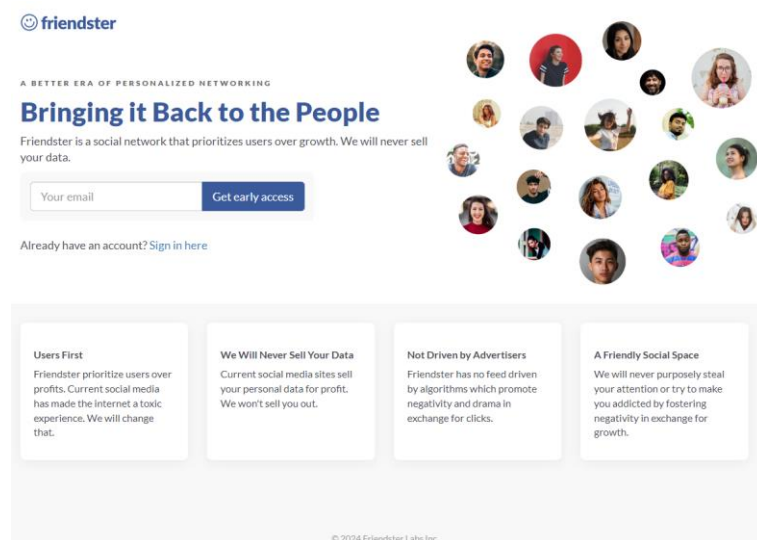 friendster
A BETTER ERA OF PERSONALIZED NETWORKING
Bringing it Back to the People
Friendster is a social network that prioritizes users over growth. We will never sell
your data.
Your email
Get early access
Already have an account? Sign in here
Users First
Friendster prioritize users over
profits. Current social media
has made the internet a toxic
experience. We will change
that.
We Will Never Sell Your Data
Current social media sites sell
your personal data for profit.
We won't sell you out.
Not Driven by Advertisers
Friendster has no feed driven
by algorithms which promote
negativity and drama in
exchange for clicks.
A Friendly Social Space
We will never purposely steal
your attention or try to make
you addicted by fostering
negativity in exchange for
growth.
© 2024 Friendster Labs Inc